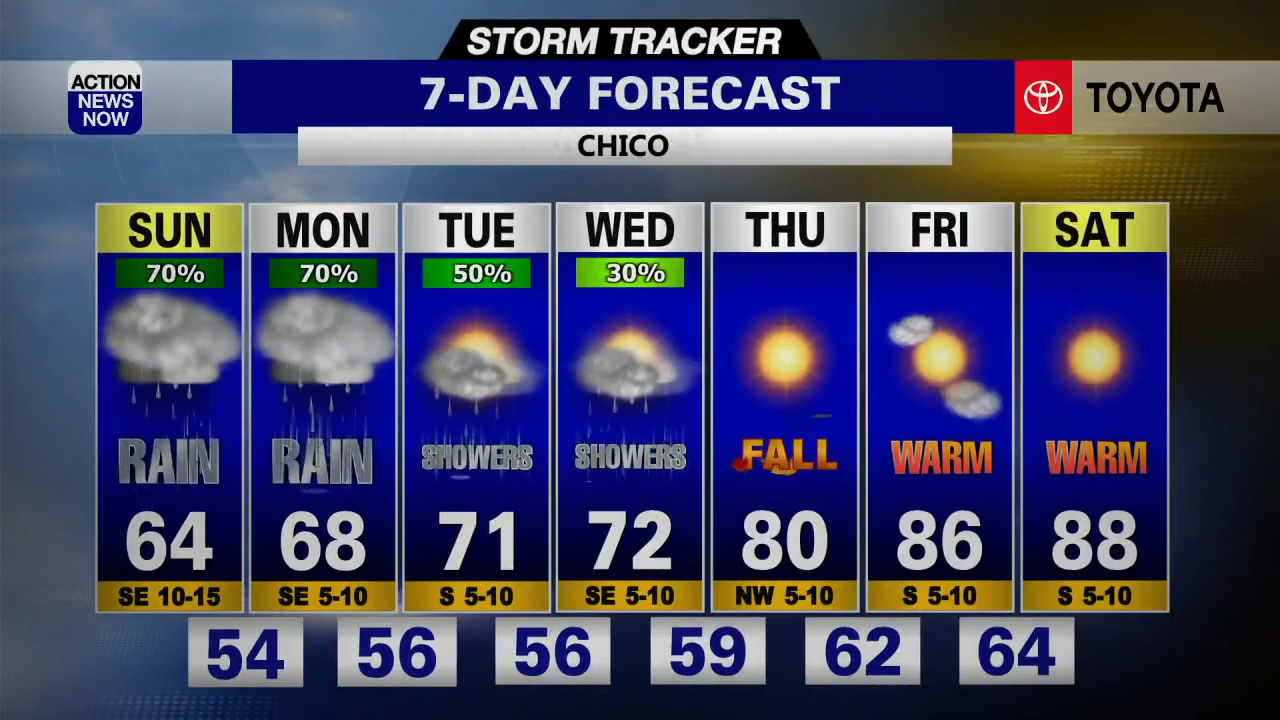 STORM TRACKER
ACTION
NEWS
NOW
7-DAY FORECAST
TOYOTA
CHICO
SUN MON TUE WED THU FRI SAT
70% 70% 50% 30%
RAIN RAIN SHOWERS SHOWERS FALL WARM WARM
64 68 71 72 80 86 88
SE 10-15 SE 5-10 S 5-10 SE 5-10 NW 5-10 S 5-10 S 5-10
54 56 56 59 62 64